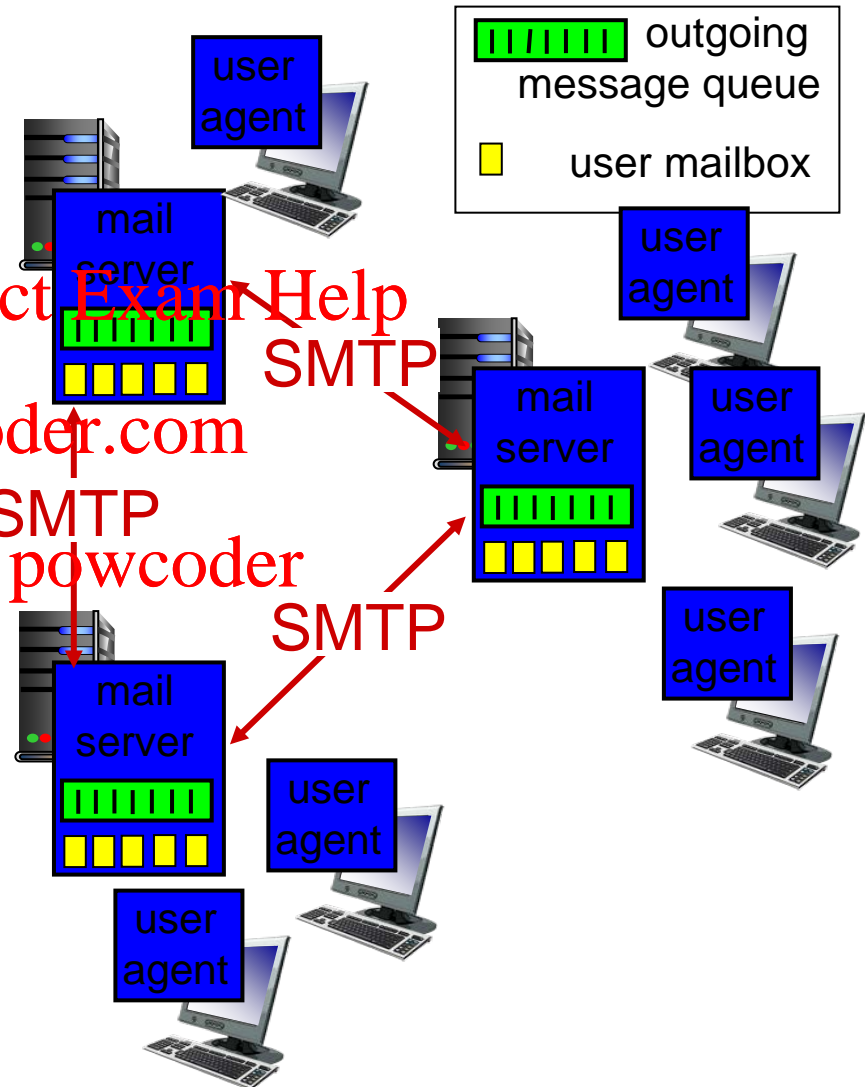 outgoing
message queue
user mailbox
user
agent
mail
server
ct Exam Help
SMTP
user
agent
mail
server
user
agent
oder.com
SMTP
powcoder
SMTP
user
agent
mail
server
user
agent
user
agent